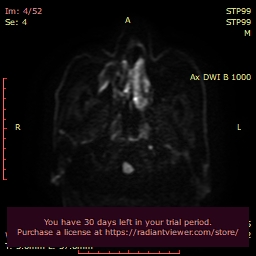 Im: 4/52
Se: 4
A
STP99
STP99
M
Ax DWI B 1000
R
L
You have 30 days left in your trial period.
Purchase a license at https://radiantviewer.com/store/